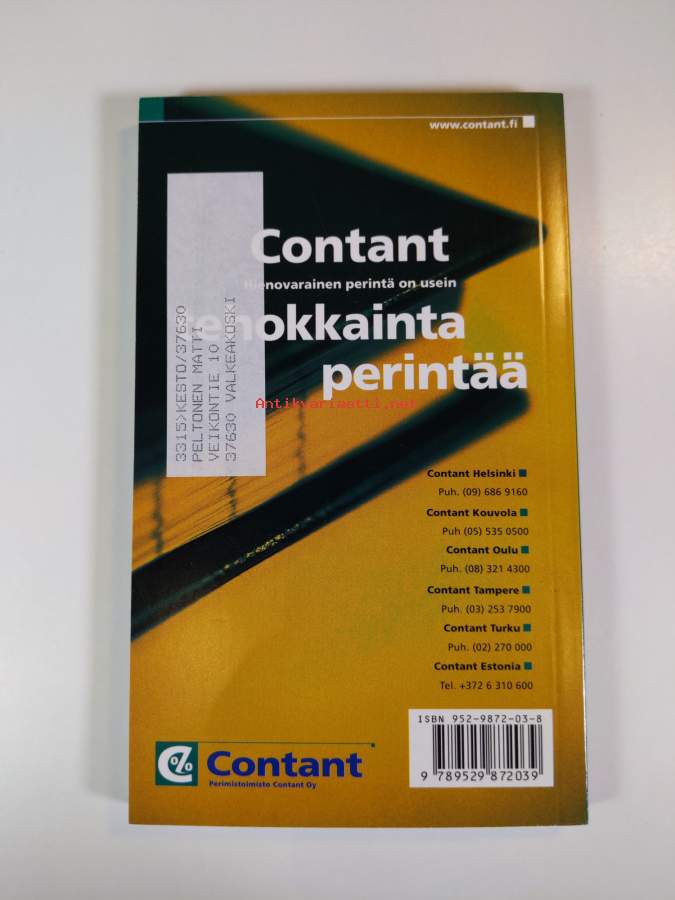 www.contant.fi
Contant
Hienovarainen perintä on usein
tehokkainta
perintää
3315>KESTO/37630
PELTONEN MATTI
VEIKONTIE 10
37630 VALKEAKOSKI
Antikvariaatti.net
Contant Helsinki
Puh. (09) 686 9160
Contant Kouvola
Puh (05) 535 0500
Contant Oulu
Puh. (08) 321 4300
Contant Tampere
Puh. (03) 253 7900
Contant Turku
Puh. (02) 270 000
Contant Estonia
Tel. +372 6 310 600
ISBN 952-9872-03-8
9 789529 872039
C%
Contant
Perimistoimisto Contant Oy